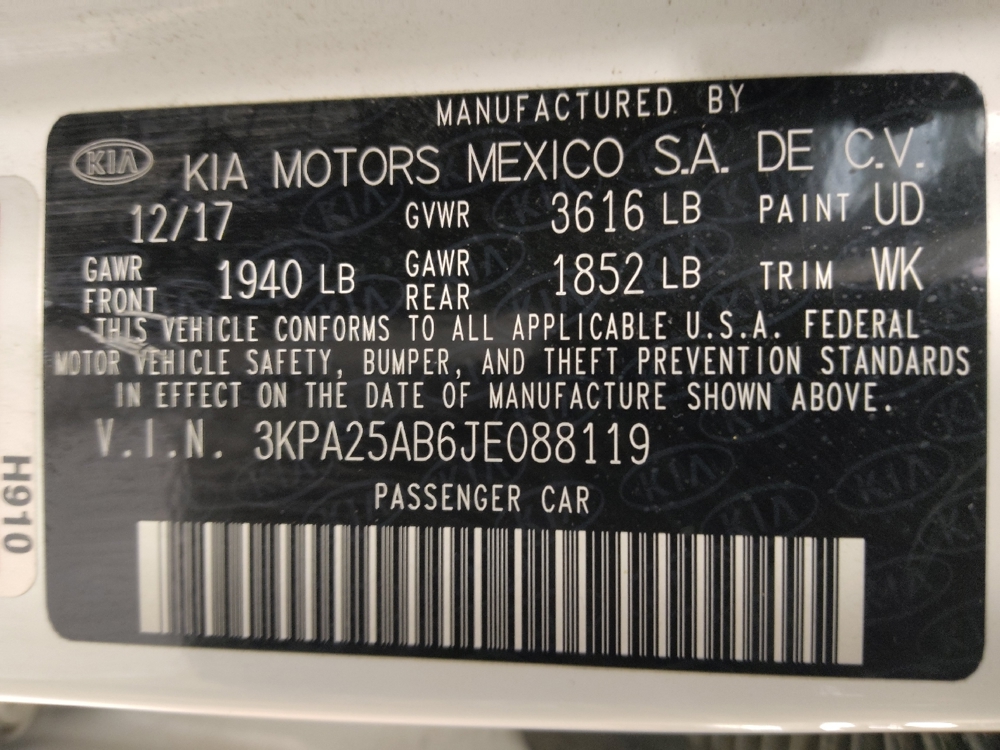 MANUFACTURED BY
KIA KIA MOTORS MEXICO S.A. DE C.V.
12/17 GVWR 3616 LB PAINT UD
GAWR FRONT 1940 LB GAWR REAR 1852 LB TRIM WK
THIS VEHICLE CONFORMS TO ALL APPLICABLE U.S.A. FEDERAL
MOTOR VEHICLE SAFETY, BUMPER, AND THEFT PREVENTION STANDARDS
IN EFFECT ON THE DATE OF MANUFACTURE SHOWN ABOVE.
V.I.N. 3KPA25AB6JE088119
PASSENGER CAR
H910